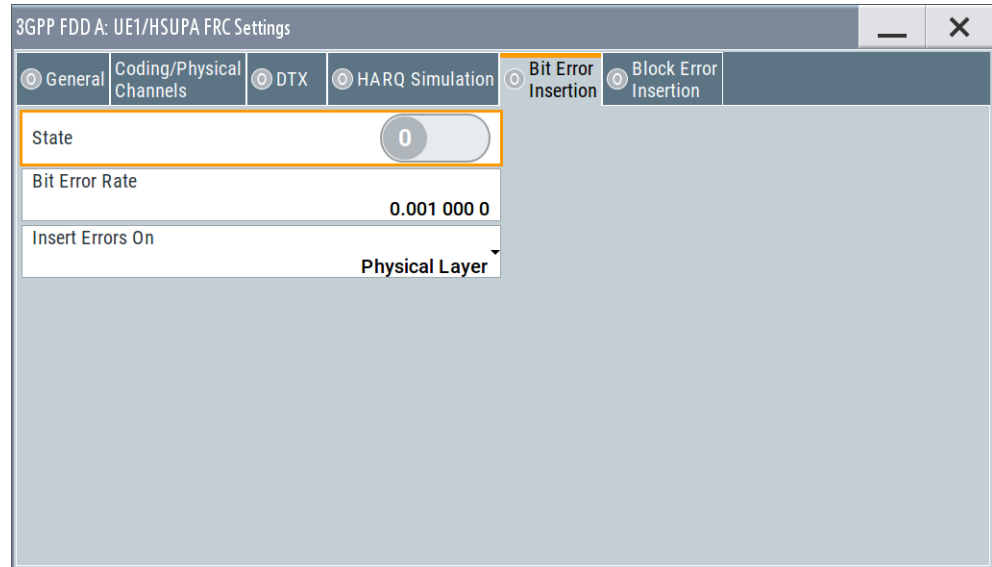 3GPP FDD A: UE1/HSUPA FRC Settings
General
Coding/Physical
Channels
DTX
HARQ Simulation
Bit Error
Insertion
Block Error
Insertion
State
0
Bit Error Rate
0.001 000 0
Insert Errors On
Physical Layer